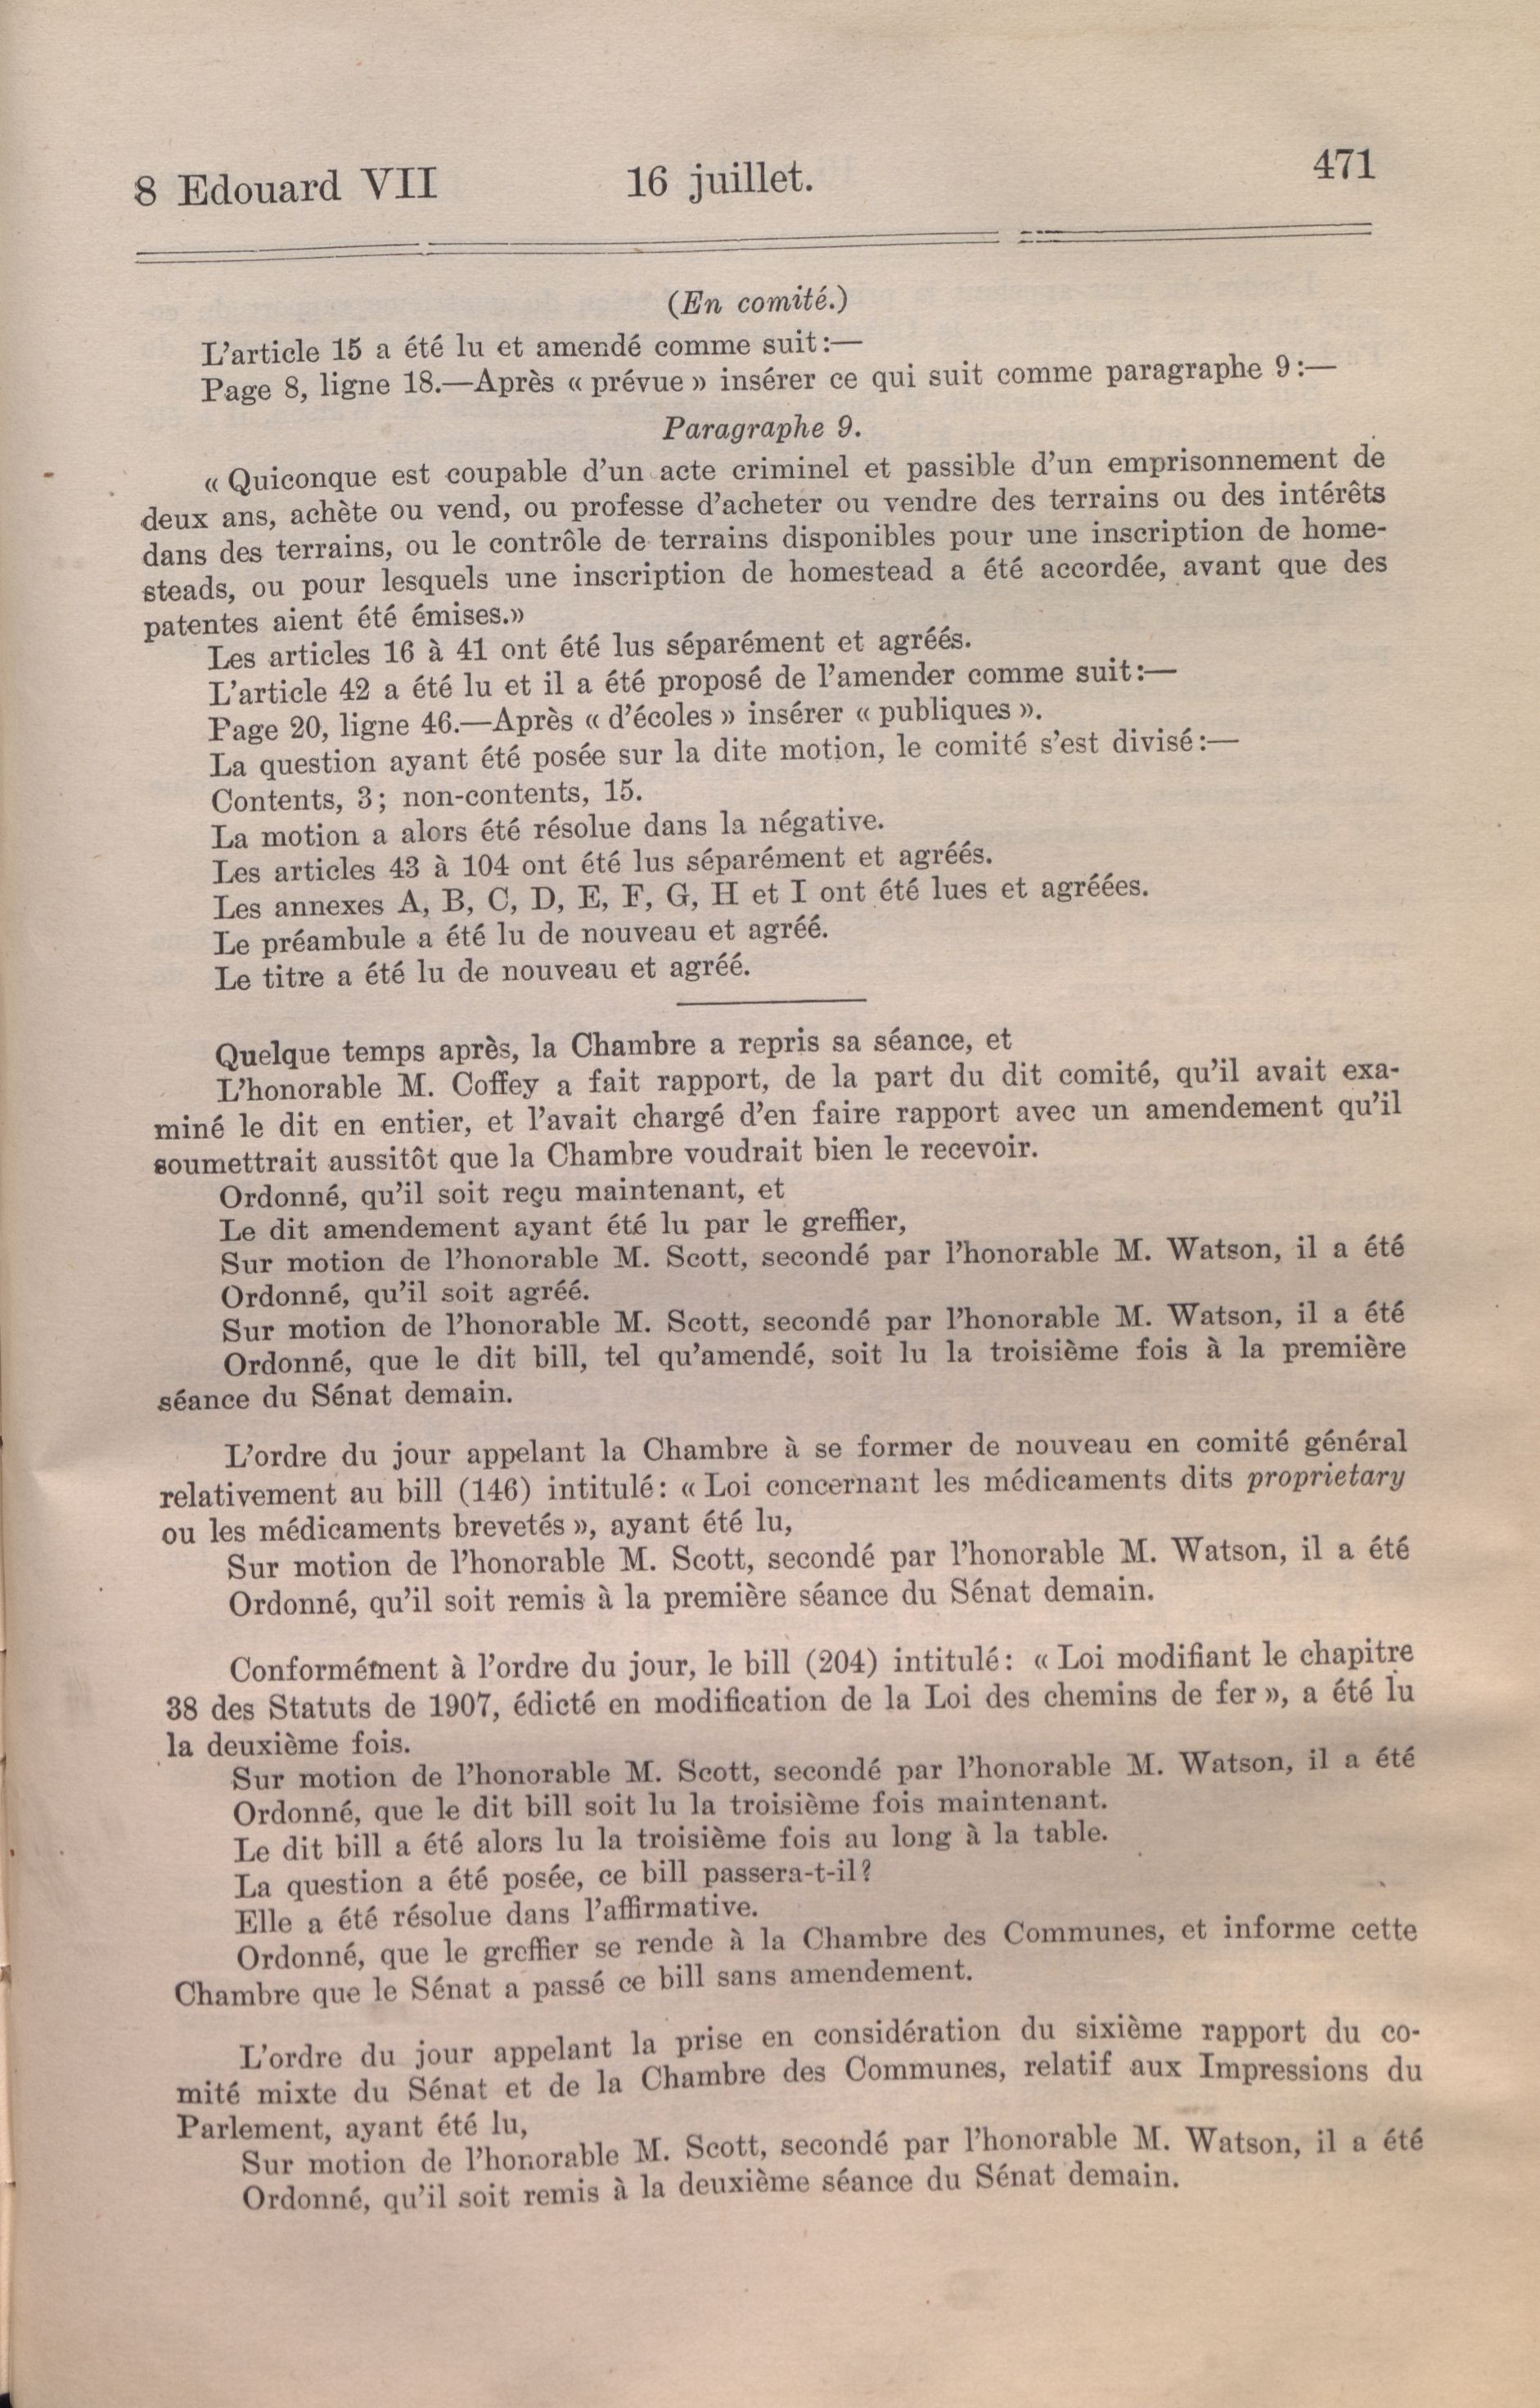 8 Edouard VII 16 juillet. 471
(En comité.)
L’article 15 a été lu et amendé comme suit:—
Page 8, ligne 18.—Après « prévue » insérer ce qui suit comme paragraphe 9:—
Paragraphe 9.
« Quiconque est coupable d’un acte criminel et passible d’un emprisonnement de
deux ans, achète ou vend, ou professe d’acheter ou vendre des terrains ou des intérêts
dans des terrains, ou le contrôle de terrains disponibles pour une inscription de home-
steads, ou pour lesquels une inscription de homestead a été accordée, avant que des
patentes aient été émises.»
Les articles 16 à 41 ont été lus séparément et agréés.
L’article 42 a été lu et il a été proposé de l’amender comme suit:—
Page 20, ligne 46.—Après « d’écoles » insérer « publiques ».
La question ayant été posée sur la dite motion, le comité s’est divisé:—
Contents, 3; non-contents, 15.
La motion a alors été résolue dans la négative.
Les articles 43 à 104 ont été lus séparément et agréés.
Les annexes A, B, C, D, E, F, G, H et I ont été lues et agréées.
Le préambule a été lu de nouveau et agréé.
Le titre a été lu de nouveau et agréé.
Quelque temps après, la Chambre a repris sa séance, et
L’honorable M. Coffey a fait rapport, de la part du dit comité, qu’il avait exa-
miné le dit en entier, et l’avait chargé d’en faire rapport avec un amendement qu’il
soumettrait aussitôt que la Chambre voudrait bien le recevoir.
Ordonné, qu’il soit reçu maintenant, et
Le dit amendement ayant été lu par le greffier,
Sur motion de l’honorable M. Scott, secondé par l’honorable M. Watson, il a été
Ordonné, qu’il soit agréé.
Sur motion de l’honorable M. Scott, secondé par l’honorable M. Watson, il a été
Ordonné, que le dit bill, tel qu’amendé, soit lu la troisième fois à la première
séance du Sénat demain.
L’ordre du jour appelant la Chambre à se former de nouveau en comité général
relativement au bill (146) intitulé: « Loi concernant les médicaments dits proprietary
ou les médicaments brevetés », ayant été lu,
Sur motion de l’honorable M. Scott, secondé par l’honorable M. Watson, il a été
Ordonné, qu’il soit remis à la première séance du Sénat demain.
Conformément à l’ordre du jour, le bill (204) intitulé: « Loi modifiant le chapitre
38 des Statuts de 1907, édicté en modification de la Loi des chemins de fer », a été lu
la deuxième fois.
Sur motion de l’honorable M. Scott, secondé par l’honorable M. Watson, il a été
Ordonné, que le dit bill soit lu la troisième fois maintenant.
Le dit bill a été alors lu la troisième fois au long à la table.
La question a été posée, ce bill passera-t-il?
Elle a été résolue dans l’affirmative.
Ordonné, que le greffier se rende à la Chambre des Communes, et informe cette
Chambre que le Sénat a passé ce bill sans amendement.
L’ordre du jour appelant la prise en considération du sixième rapport du co-
mité mixte du Sénat et de la Chambre des Communes, relatif aux Impressions du
Parlement, ayant été lu,
Sur motion de l’honorable M. Scott, secondé par l’honorable M. Watson, il a été
Ordonné, qu’il soit remis à la deuxième séance du Sénat demain.